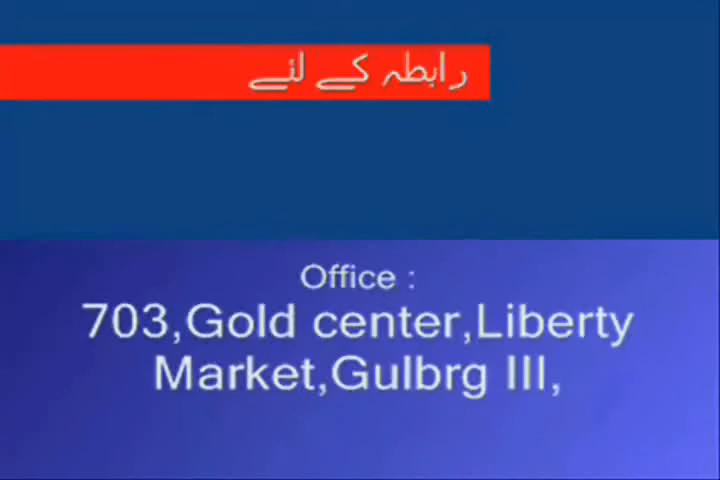 رابطہ کے لئے
Office :
703,Gold center,Liberty
Market,Gulbrg III,